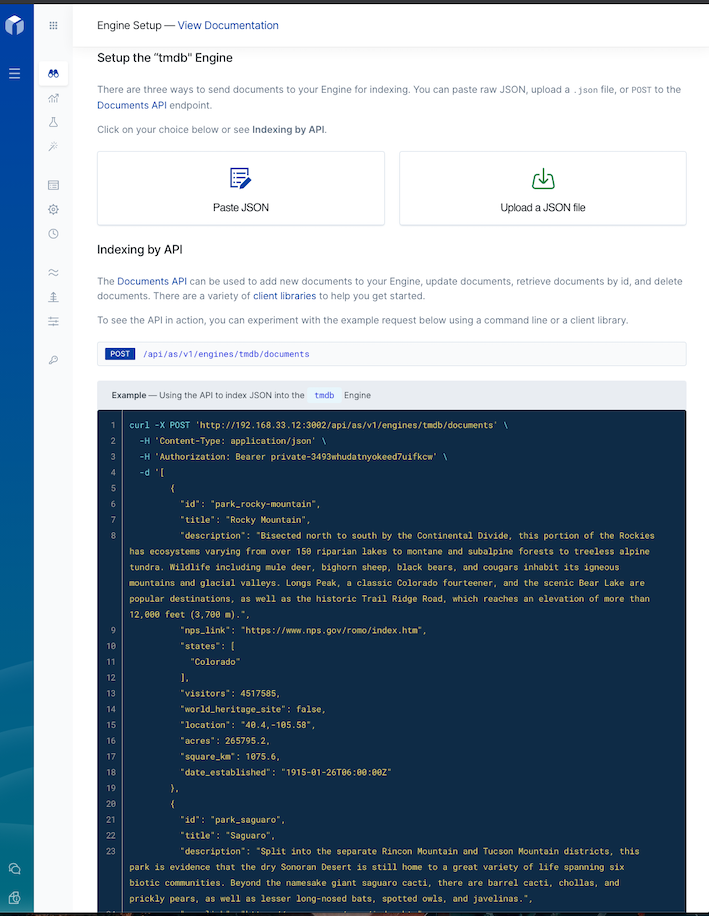 Engine Setup — View Documentation
Setup the "tmdb" Engine
There are three ways to send documents to your Engine for indexing. You can paste raw JSON, upload a .json file, or POST to the
Documents API endpoint.
Click on your choice below or see Indexing by API.
Paste JSON
Upload a JSON file
Indexing by API
The Documents API can be used to add new documents to your Engine, update documents, retrieve documents by id, and delete
documents. There are a variety of client libraries to help you get started.
To see the API in action, you can experiment with the example request below using a command line or a client library.
POST /api/as/v1/engines/tmdb/documents
Example — Using the API to index JSON into the tmdb Engine
1 curl -X POST 'http://192.168.33.12:3002/api/as/v1/engines/tmdb/documents' \
2 -H 'Content-Type: application/json' \
3 -H 'Authorization: Bearer private-3493whudatnyokeed7uifkcw' \
4 -d '[
5 {
6 "id": "park_rocky-mountain",
7 "title": "Rocky Mountain",
8 "description": "Bisected north to south by the Continental Divide, this portion of the Rockies
has ecosystems varying from over 150 riparian lakes to montane and subalpine forests to treeless alpine
tundra. Wildlife including mule deer, bighorn sheep, black bears, and cougars inhabit its igneous
mountains and glacial valleys. Longs Peak, a classic Colorado fourteener, and the scenic Bear Lake are
popular destinations, as well as the historic Trail Ridge Road, which reaches an elevation of more than
12,000 feet (3,700 m).",
9 "nps_link": "https://www.nps.gov/romo/index.htm",
10 "states": [
11 "Colorado"
12 ],
13 "visitors": 4517585,
14 "world_heritage_site": false,
15 "location": "40.4,-105.58",
16 "acres": 265795.2,
17 "square_km": 1075.6,
18 "date_established": "1915-01-26T06:00:00Z"
19 },
20 {
21 "id": "park_saguaro",
22 "title": "Saguaro",
23 "description": "Split into the separate Rincon Mountain and Tucson Mountain districts, this
park is evidence that the dry Sonoran Desert is still home to a great variety of life spanning six
biotic communities. Beyond the namesake giant saguaro cacti, there are barrel cacti, chollas, and
prickly pears, as well as lesser long-nosed bats, spotted owls, and javelinas.",